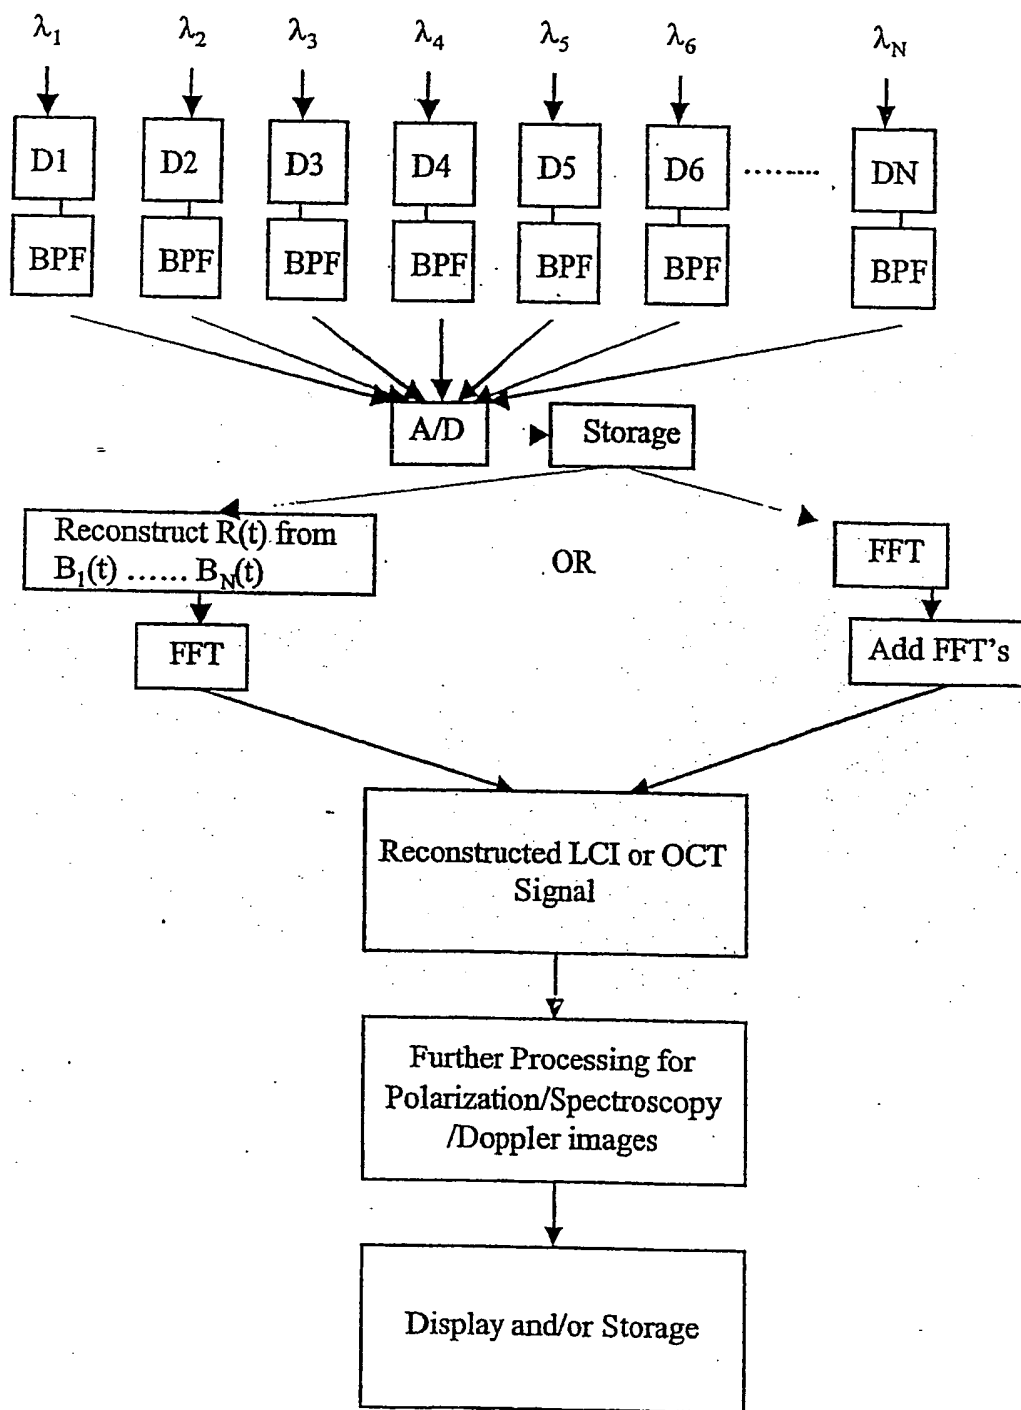 λ₁ λ₂ λ₃ λ₄ λ₅ λ₆ λ_N
D1 D2 D3 D4 D5 D6 ......... DN
BPF BPF BPF BPF BPF BPF BPF
A/D Storage
Reconstruct R(t) from
B₁(t) ...... B_N(t)
OR
FFT
FFT
Add FFT's
Reconstructed LCI or OCT
Signal
Further Processing for
Polarization/Spectroscopy
/Doppler images
Display and/or Storage